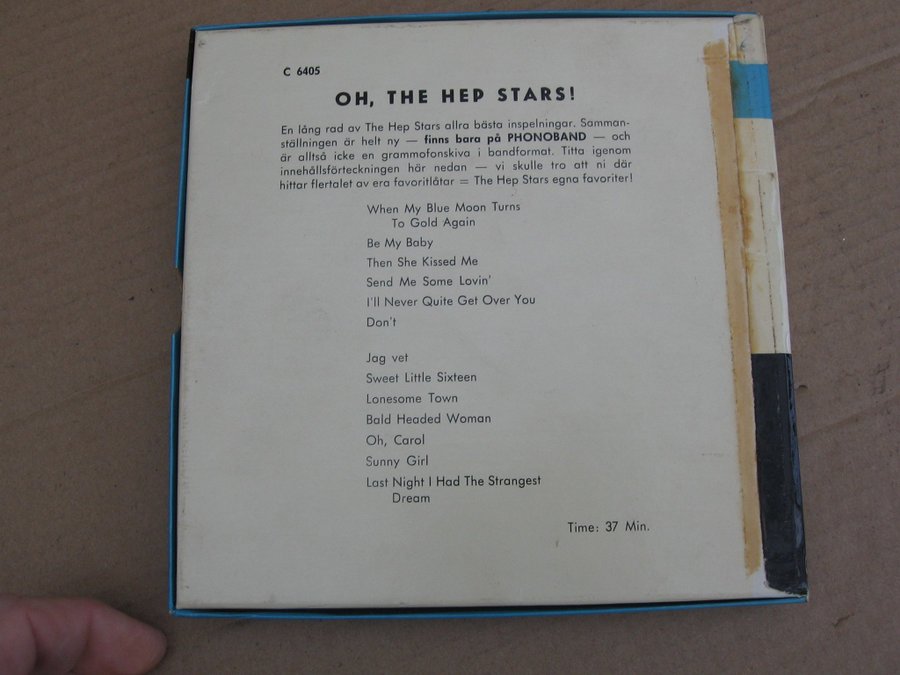 C 6405
OH, THE HEP STARS!
En lång rad av The Hep Stars allra bästa inspelningar. Samman-
ställningen är helt ny — finns bara på PHONOBAND — och
är alltså icke en grammofonskiva i bandformat. Titta igenom
innehållsförteckningen här nedan — vi skulle tro att ni där
hittar flertalet av era favoritlåtar = The Hep Stars egna favoriter!
When My Blue Moon Turns
To Gold Again
Be My Baby
Then She Kissed Me
Send Me Some Lovin'
I'll Never Quite Get Over You
Don't
Jag vet
Sweet Little Sixteen
Lonesome Town
Bald Headed Woman
Oh, Carol
Sunny Girl
Last Night I Had The Strangest
Dream
Time: 37 Min.